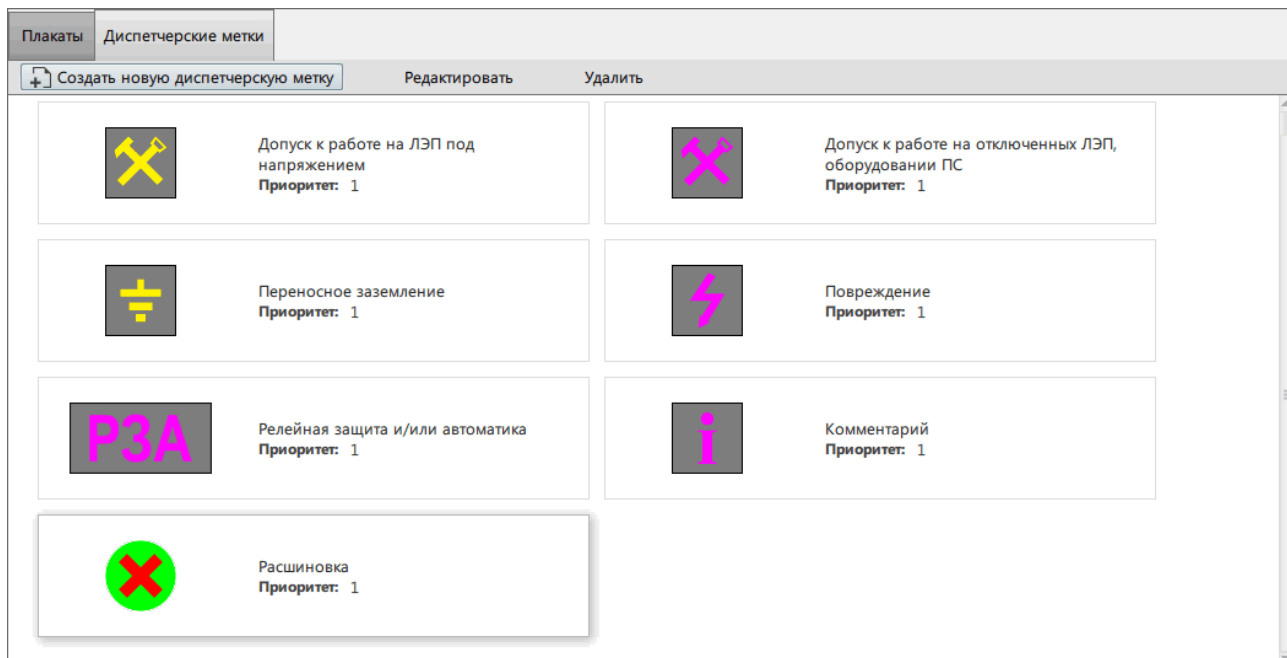 Плакаты
Диспетчерские метки
Создать новую диспетчерскую метку
Редактировать
Удалить
Допуск к работе на ЛЭП под
напряжением
Приоритет: 1
Допуск к работе на отключенных ЛЭП,
оборудовании ПС
Приоритет: 1
Переносное заземление
Приоритет: 1
Повреждение
Приоритет: 1
РЗА
Релейная защита и/или автоматика
Приоритет: 1
i
Комментарий
Приоритет: 1
Расшиновка
Приоритет: 1